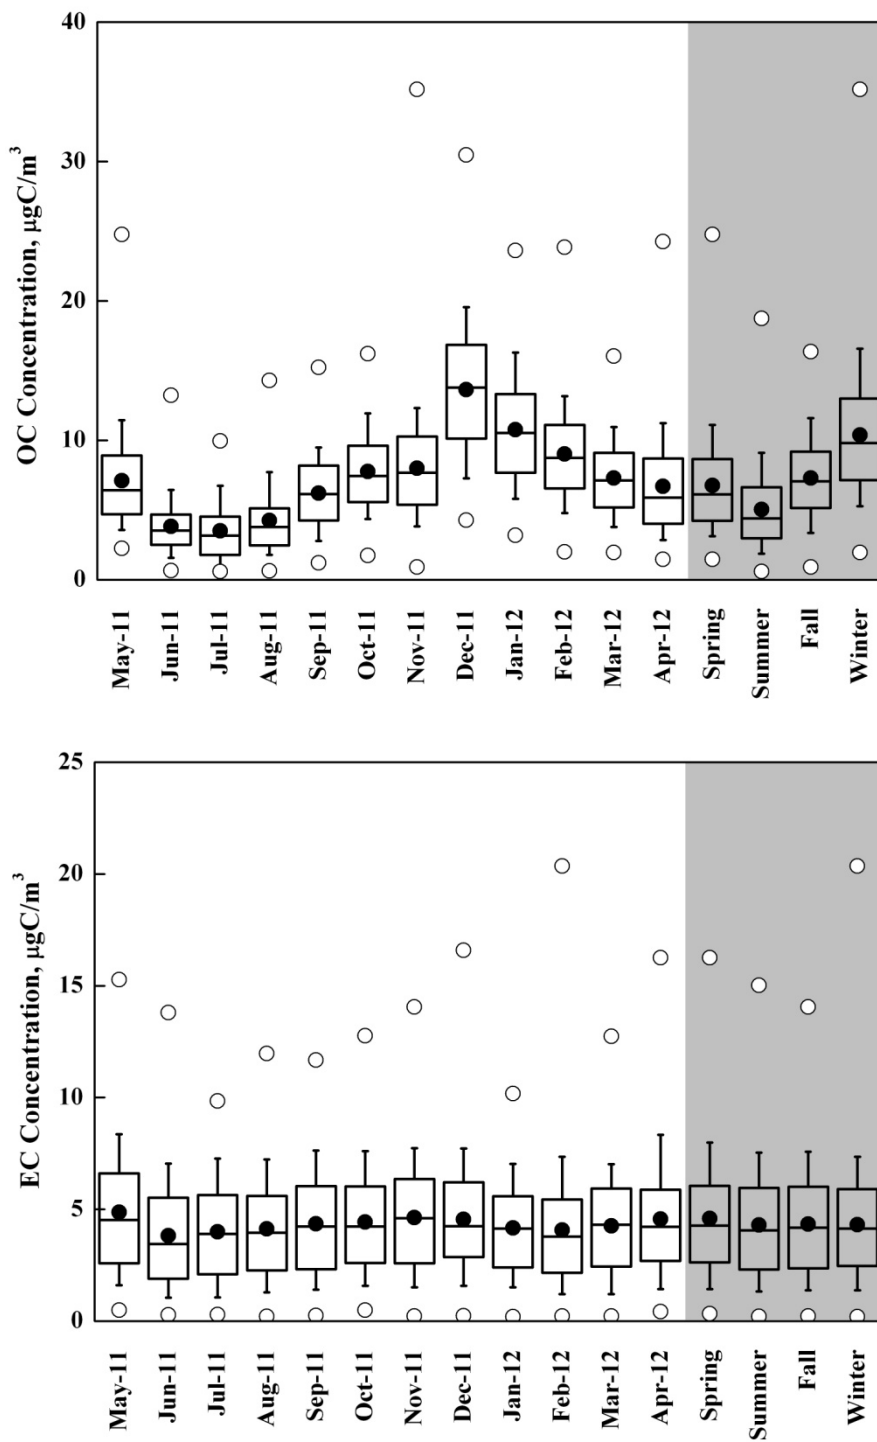 OC Concentration, µgC/m³
40
30
20
10
0
May-11
Jun-11
Jul-11
Aug-11
Sep-11
Oct-11
Nov-11
Dec-11
Jan-12
Feb-12
Mar-12
Apr-12
Spring
Summer
Fall
Winter
EC Concentration, µgC/m³
25
20
15
10
5
0
May-11
Jun-11
Jul-11
Aug-11
Sep-11
Oct-11
Nov-11
Dec-11
Jan-12
Feb-12
Mar-12
Apr-12
Spring
Summer
Fall
Winter